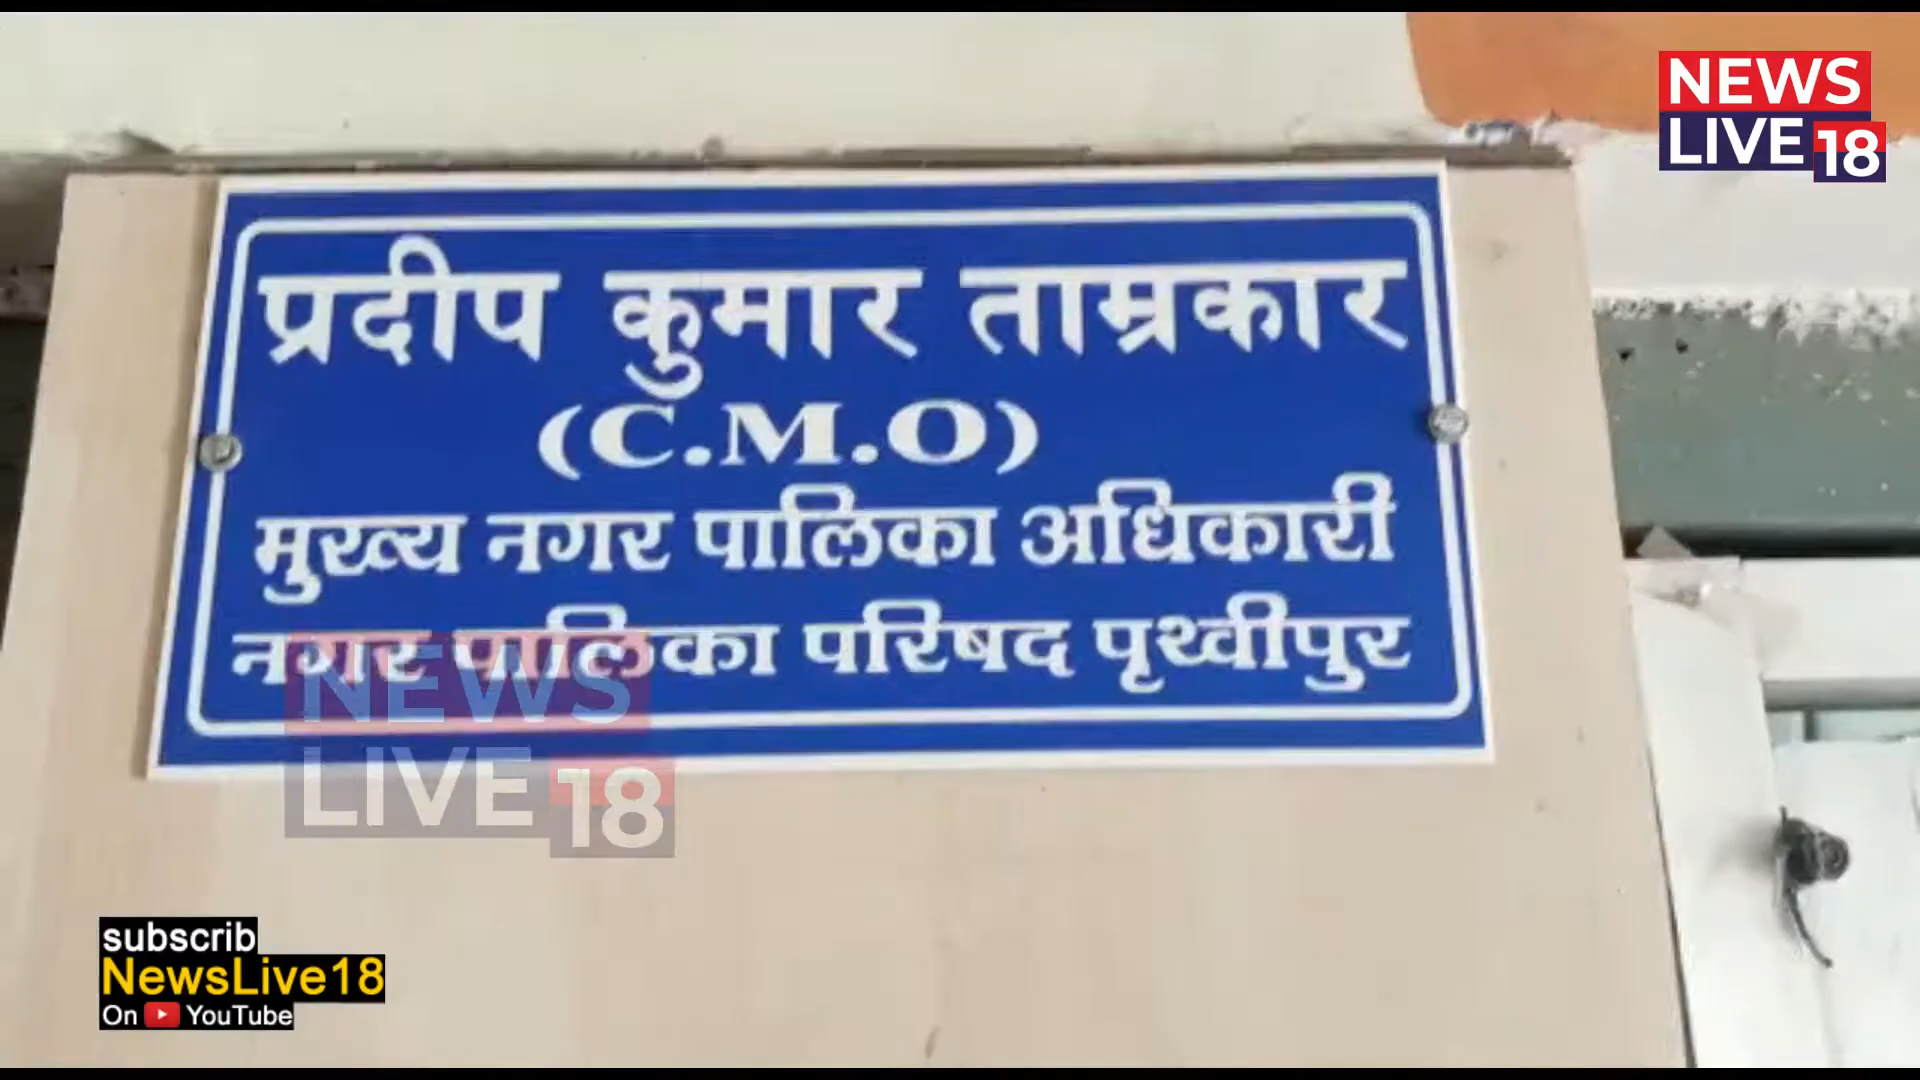 NEWS
LIVE 18
प्रदीप कुमार ताम्रकार
(C.M.O)
मुख्य नगर पालिका अधिकारी
नगर पालिका परिषद पृथ्वीपुर
NEWS
LIVE 18
subscrib
NewsLive18
On YouTube